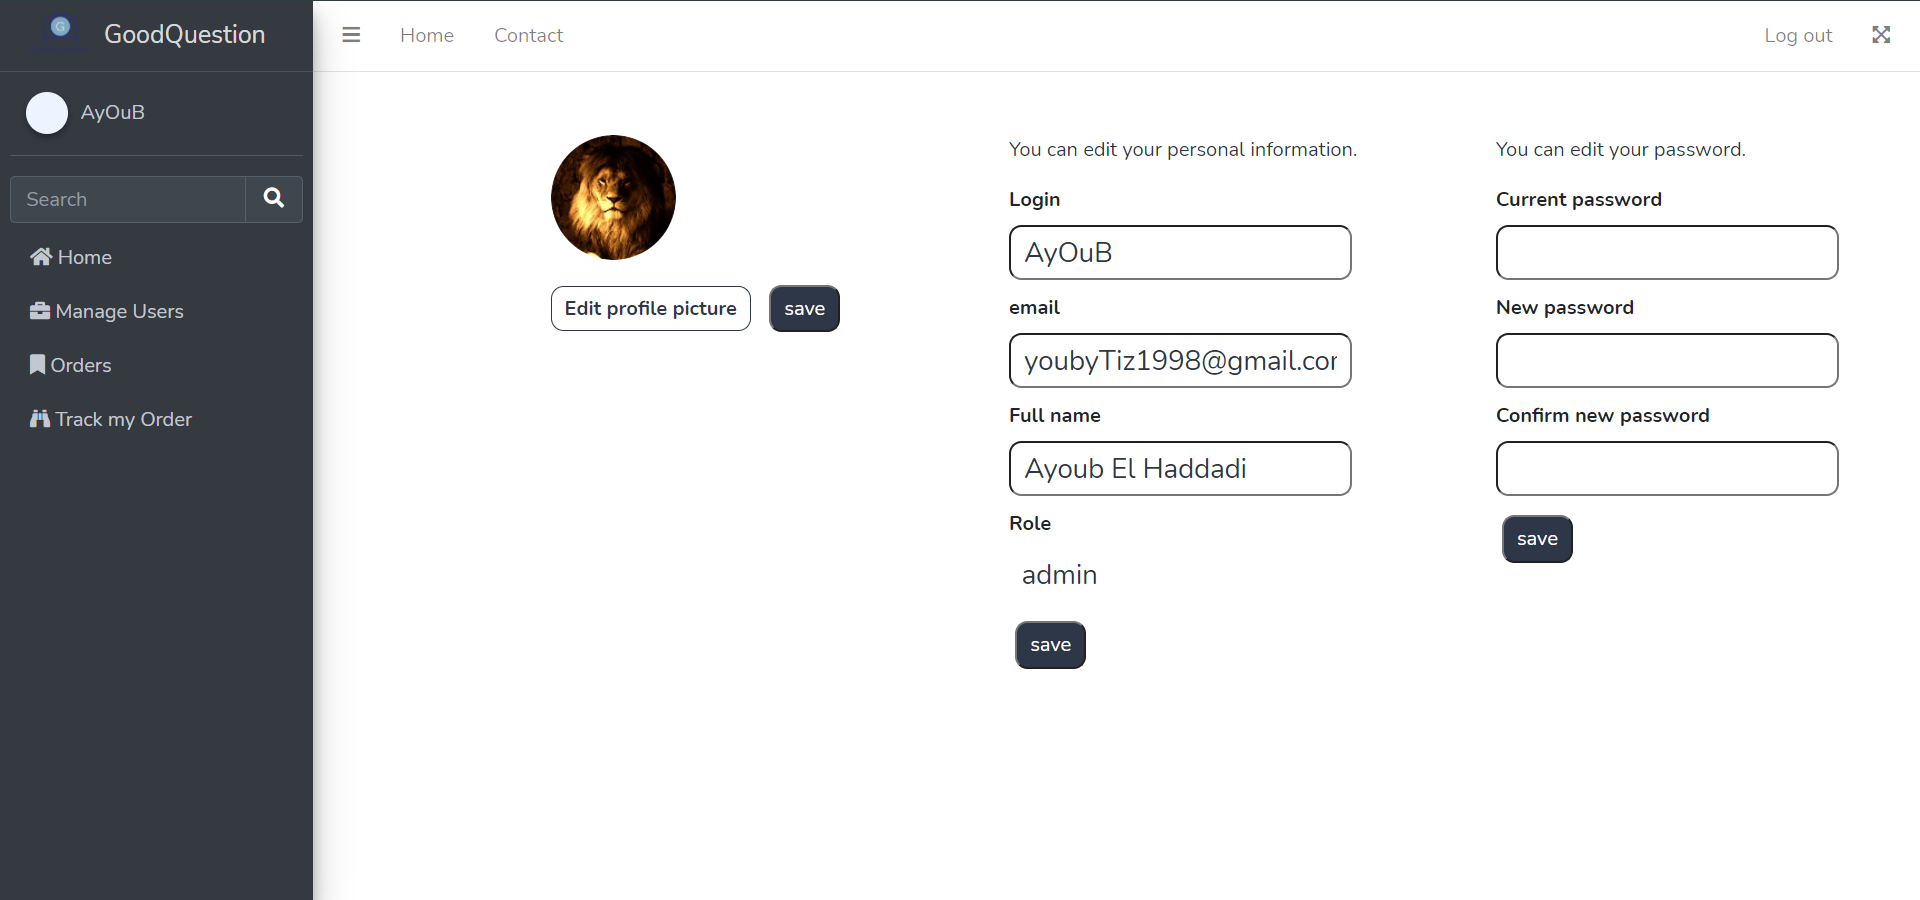 G
GoodQuestion
Home
Contact
Log out
AyOuB
Search
Home
Manage Users
Orders
Track my Order
Edit profile picture
save
You can edit your personal information.
Login
AyOuB
email
youbyTiz1998@gmail.cor
Full name
Ayoub El Haddadi
Role
admin
save
You can edit your password.
Current password
New password
Confirm new password
save